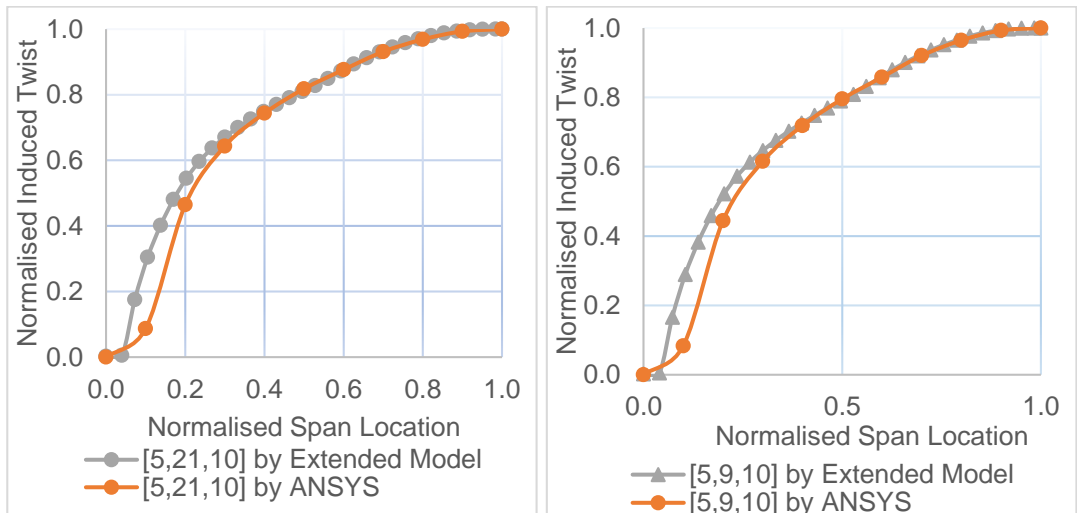 Normalised Induced Twist
1.0
0.8
0.6
0.4
0.2
0.0
0.0 0.2 0.4 0.6 0.8 1.0
Normalised Span Location
[5,21,10] by Extended Model
[5,21,10] by ANSYS
Normalised Induced Twist
1.0
0.8
0.6
0.4
0.2
0.0
0.0 0.5 1.0
Normalised Span Location
[5,9,10] by Extended Model
[5,9,10] by ANSYS